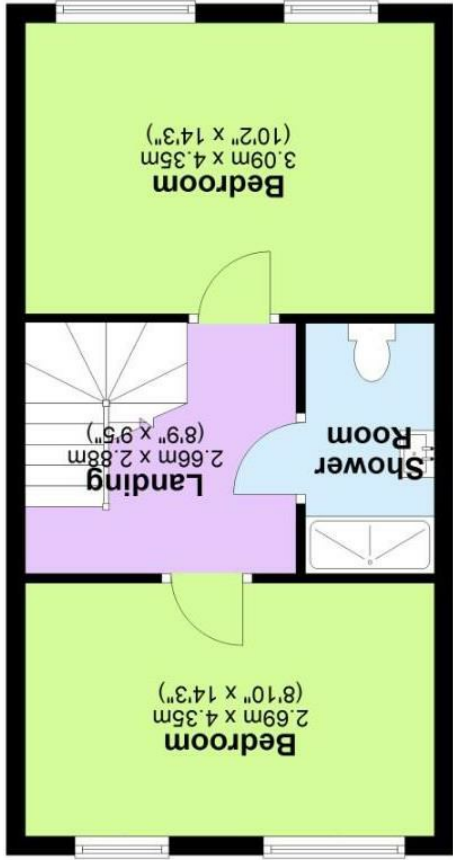 Bedroom
2.69m x 4.35m
(8'10" x 14'3")
Landing
2.66m x 2.88m
(8'9" x 9'5")
Shower
Room
Bedroom
3.09m x 4.35m
(10'2" x 14'3")